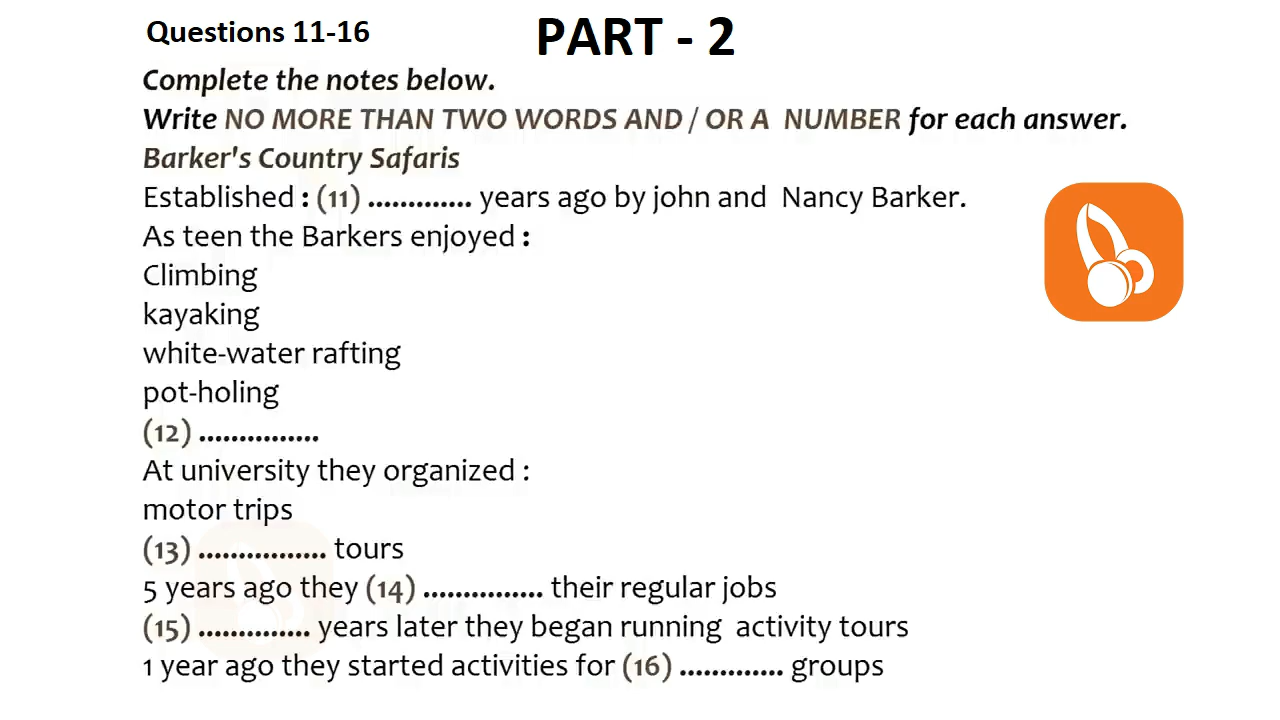 Questions 11-16
PART - 2
Complete the notes below.
Write NO MORE THAN TWO WORDS AND / OR A NUMBER for each answer.
Barker's Country Safaris
Established : (11) ............. years ago by john and Nancy Barker.
As teen the Barkers enjoyed :
Climbing
kayaking
white-water rafting
pot-holing
(12) ...............
At university they organized :
motor trips
(13) ................ tours
5 years ago they (14) ............... their regular jobs
(15) .............. years later they began running activity tours
1 year ago they started activities for (16) ............. groups